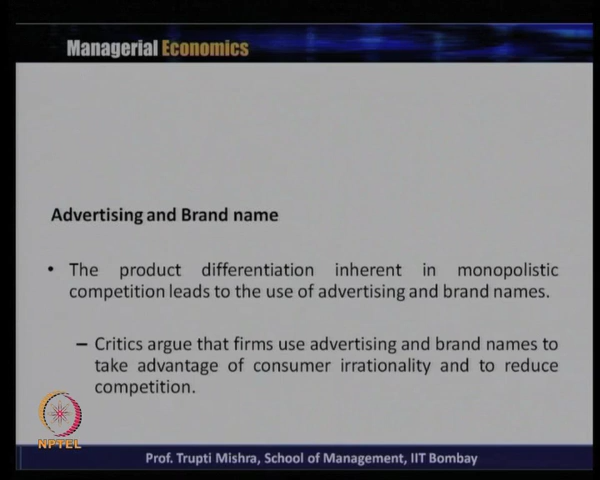 Managerial Economics
Advertising and Brand name
• The product differentiation inherent in monopolistic
competition leads to the use of advertising and brand names.
– Critics argue that firms use advertising and brand names to
take advantage of consumer irrationality and to reduce
competition.
NPTEL
Prof. Trupti Mishra, School of Management, IIT Bombay